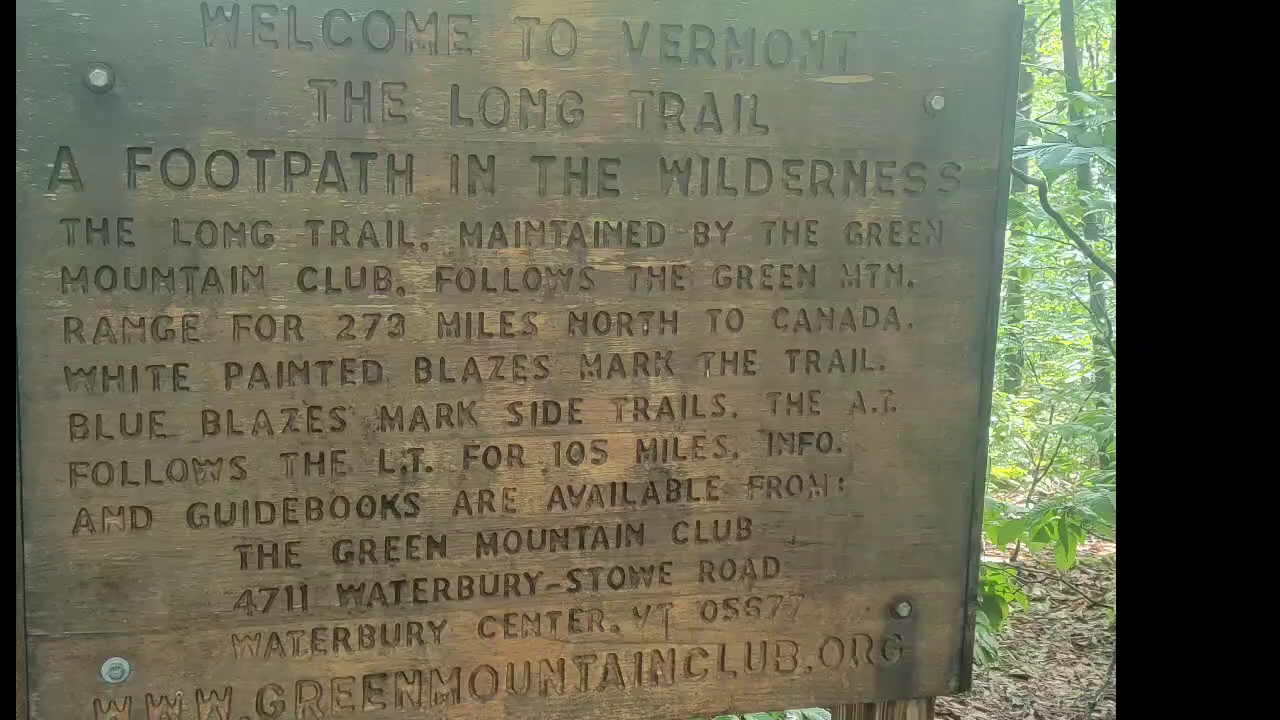 WELCOME TO VERMONT
THE LONG TRAIL
A FOOTPATH IN THE WILDERNESS
THE LONG TRAIL, MAINTAINED BY THE GREEN
MOUNTAIN CLUB, FOLLOWS THE GREEN MTN.
RANGE FOR 273 MILES NORTH TO CANADA.
WHITE PAINTED BLAZES MARK THE TRAIL.
BLUE BLAZES MARK SIDE TRAILS. THE A.T.
FOLLOWS THE L.T. FOR 105 MILES. INFO.
AND GUIDEBOOKS ARE AVAILABLE FROM:
THE GREEN MOUNTAIN CLUB
4711 WATERBURY-STOWE ROAD
WATERBURY CENTER, VT 05677
WWW.GREENMOUNTAINCLUB.ORG